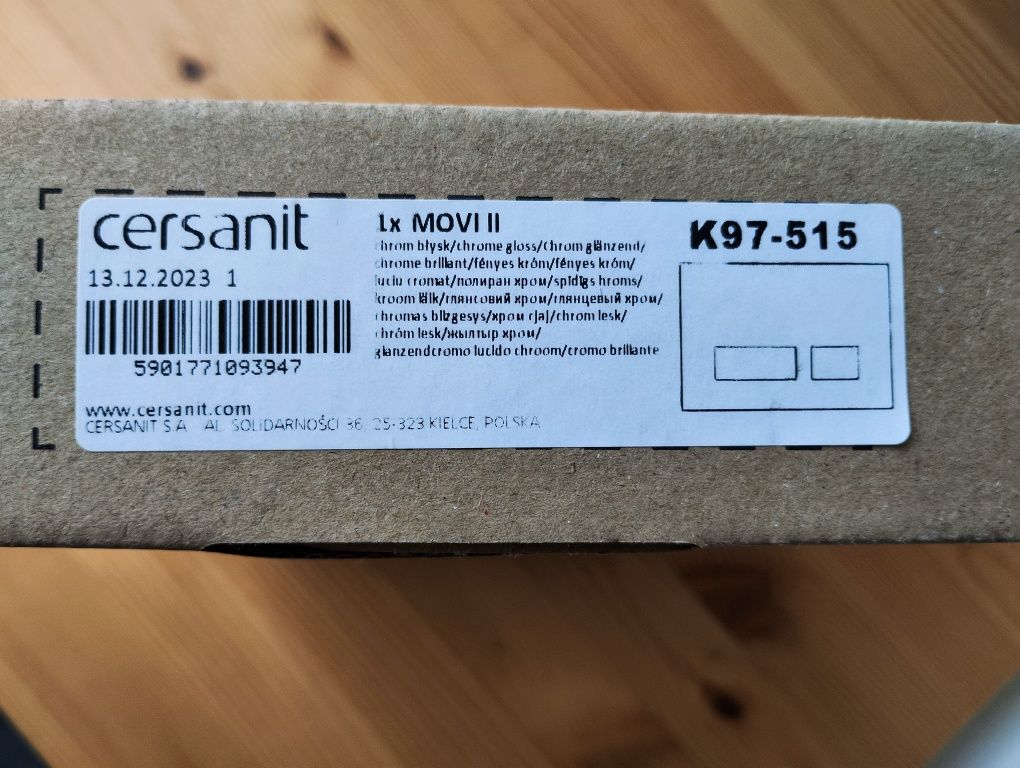 cersanit
13.12.2023 1
5901771093947
www.cersanit.com
CERSANIT S.A. AL. SOLIDARNOŚCI 36, 25-323 KIELCE, POLSKA
1x MOVI II
chrom błysk/chrome gloss/Chrom glänzend/
chrome brillant/fényes króm/fényes króm/
luciu cromat/полиран хром/spīdīgs hroms/
kroom läik/глянсовий хром/глянцевый хром/
chromas blizgesys/хром сјај/chrom lesk/
chróm lesk/жылтыр хром/
glanzendcromo lucido chroom/cromo brillante
K97-515